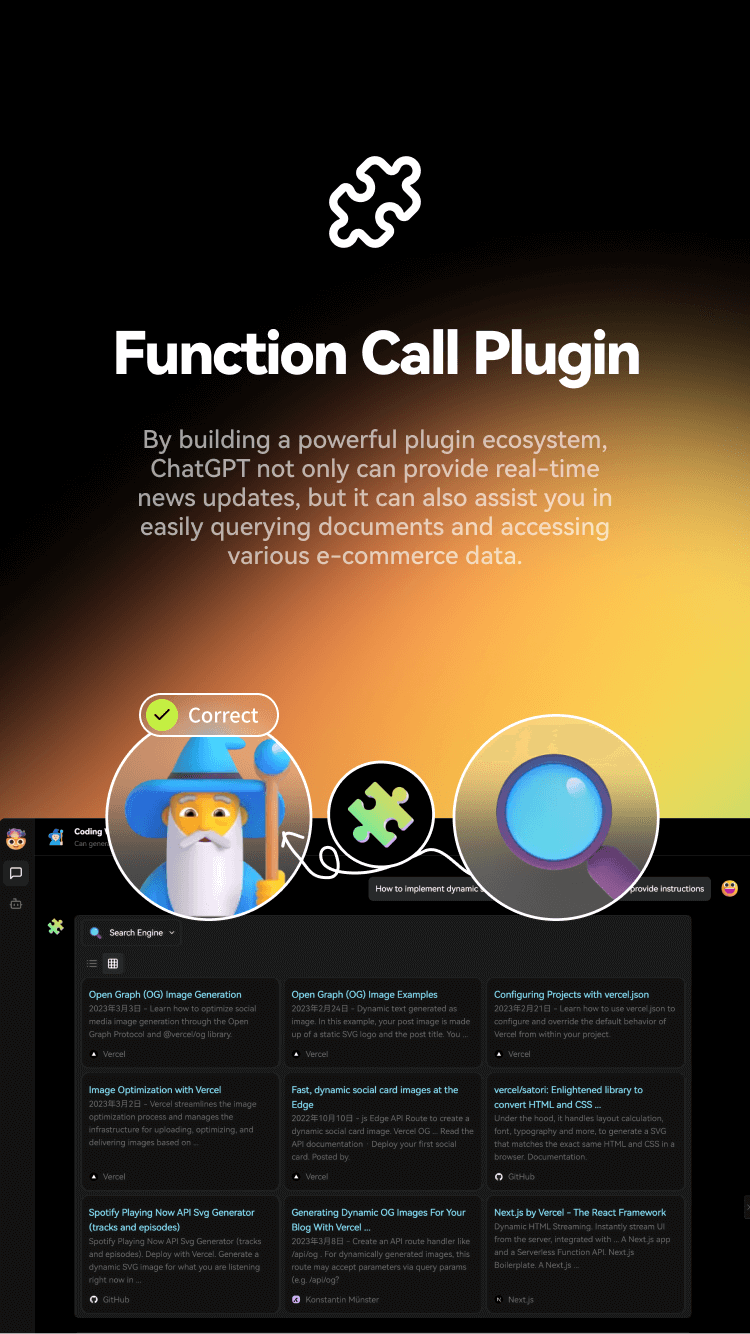 Function Call Plugin
By building a powerful plugin ecosystem,
ChatGPT not only can provide real-time
news updates, but it can also assist you in
easily querying documents and accessing
various e-commerce data.
Correct
Coding
Can
How to implement dynamic
provide instructions
Search Engine
Open Graph (OG) Image Generation
2023年3月3日 - Learn how to optimize social
media image generation through the Open
Graph Protocol and @vercel/og library.
Vercel
Open Graph (OG) Image Examples
2023年2月24日 - Dynamic text generated as
image. In this example, your post image is made
up of a static SVG logo and the post title. You ...
Vercel
Configuring Projects with vercel.json
2023年2月21日 - Learn how to use vercel.json to
configure and override the default behavior of
Vercel from within your project.
Vercel
Image Optimization with Vercel
2023年3月2日 - Vercel streamlines the image
optimization process and manages the
infrastructure for uploading, optimizing, and
delivering images based on ...
Vercel
Fast, dynamic social card images at the
Edge
2022年10月10日 - js Edge API Route to create a
dynamic social card image. Vercel OG ... Read the
API documentation · Deploy your first social
card. Posted by
Vercel
vercel/satori: Enlightened library to
convert HTML and CSS ...
Under the hood, it handles layout calculation,
font, typography and more, to generate a SVG
that matches the exact same HTML and CSS in a
browser. Documentation.
GitHub
Spotify Playing Now API Svg Generator
(tracks and episodes)
Spotify Playing Now API Svg Generator (tracks
and episodes). Deploy with Vercel. Generate a
dynamic SVG image for what you are listening
right now in ...
GitHub
Generating Dynamic OG Images For Your
Blog With Vercel ...
2023年3月8日 - Create an API route handler like
/api/og . For dynamically generated images, this
route may accept parameters via query params
(e.g. /api/og?
Konstantin Münster
Next.js by Vercel - The React Framework
Dynamic HTML Streaming. Instantly stream UI
from the server, integrated with ... A Next.js app
and a Serverless Function API. Next.js
Boilerplate. A Next.js ...
Next.js